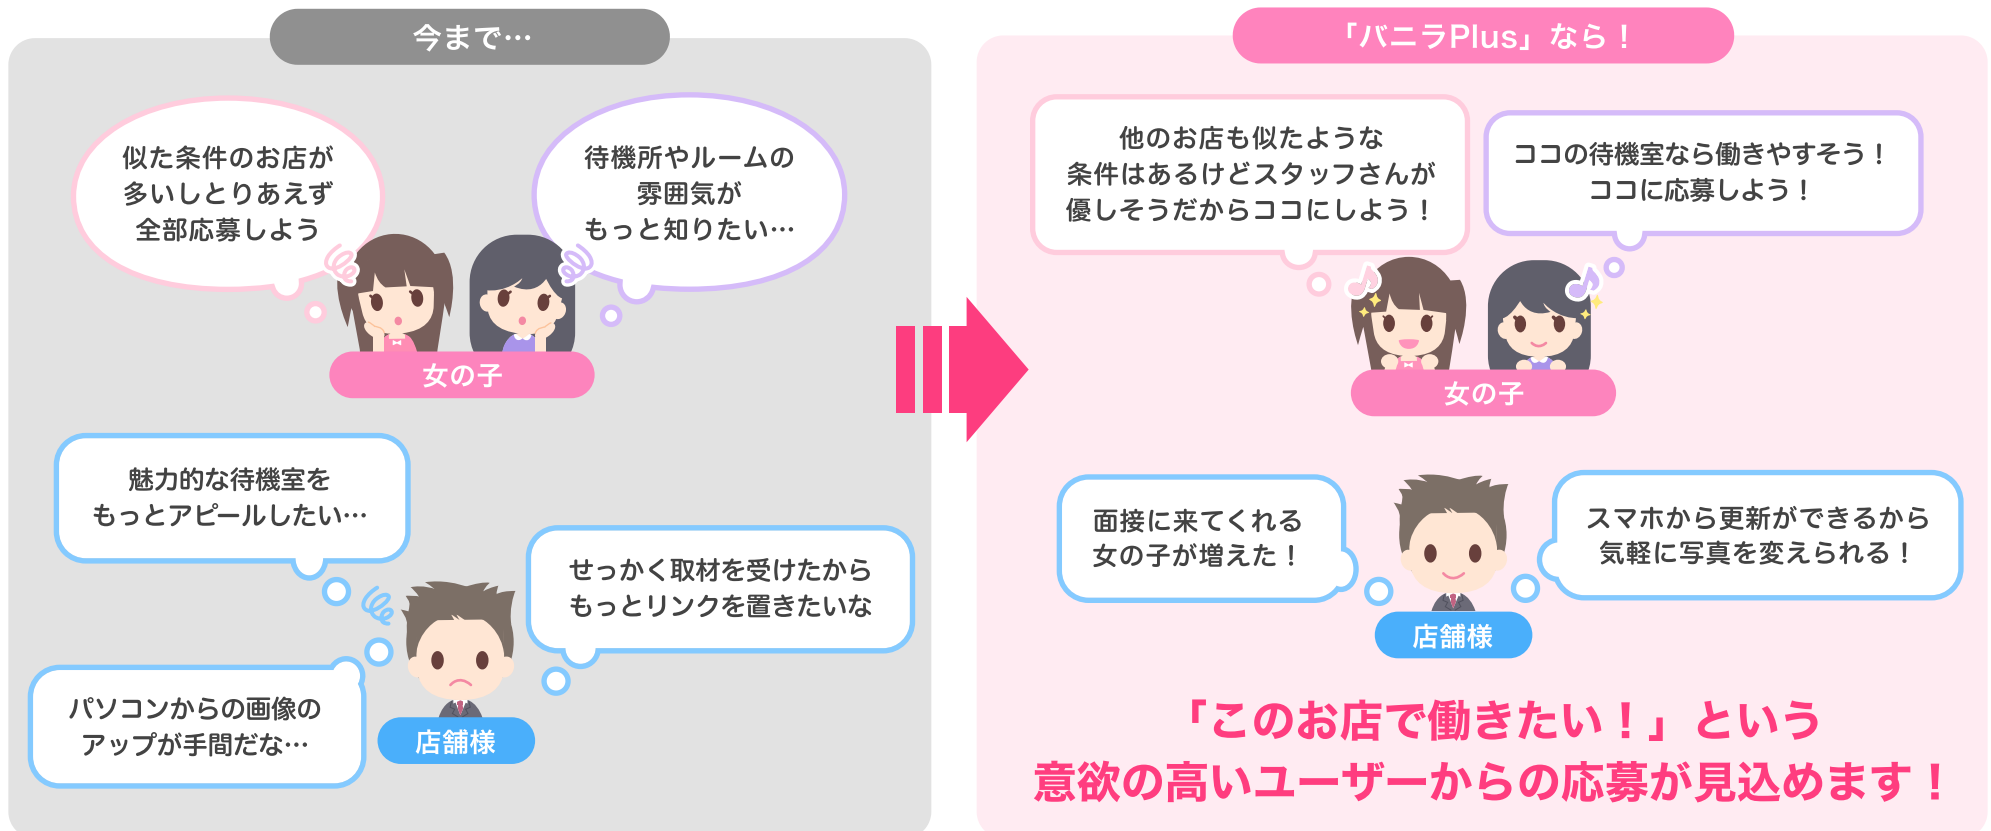 今まで…
似た条件のお店が
多いしとりあえず
全部応募しよう
待機所やルームの
雰囲気が
もっと知りたい…
女の子
魅力的な待機室を
もっとアピールしたい…
せっかく取材を受けたから
もっとリンクを置きたいな
パソコンからの画像の
アップが手間だな…
店舗様
「バニラPlus」なら！
他のお店も似たような
条件はあるけどスタッフさんが
優しそうだからココにしよう！
ココの待機室なら働きやすそう！
ココに応募しよう！
女の子
面接に来てくれる
女の子が増えた！
スマホから更新ができるから
気軽に写真を変えられる！
店舗様
「このお店で働きたい！」という
意欲の高いユーザーからの応募が見込めます！